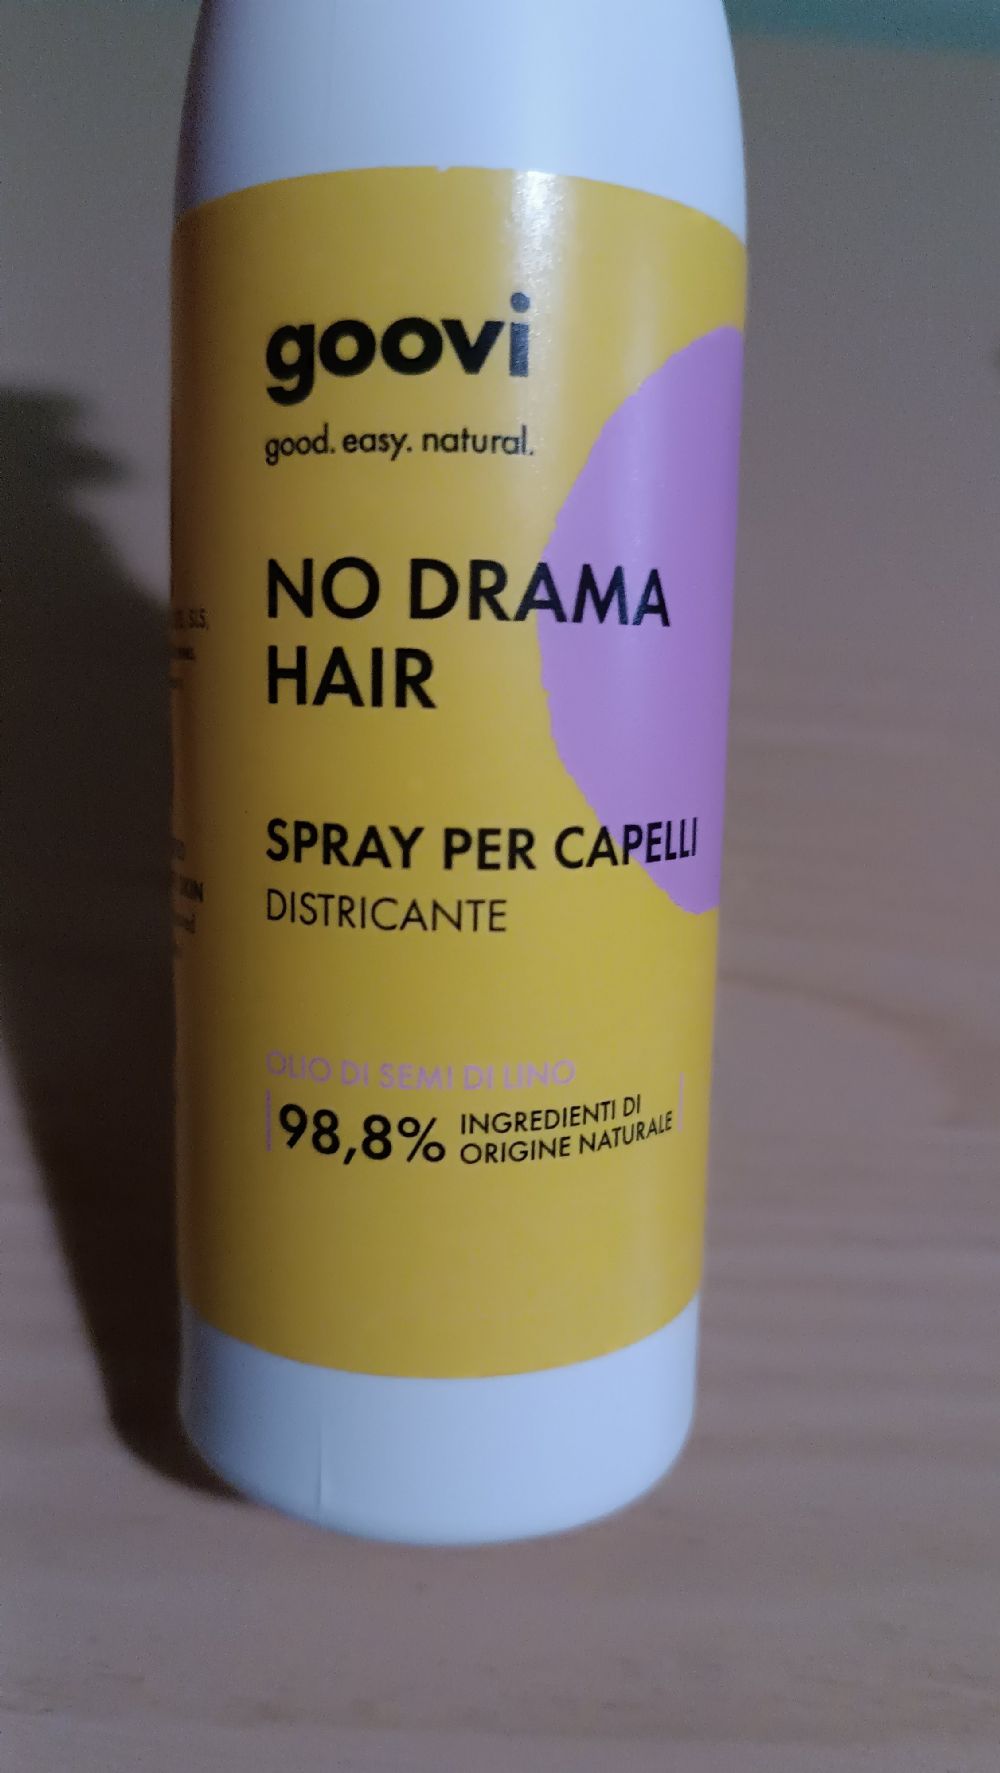 goovi
good. easy. natural.
NO DRAMA
HAIR
SPRAY PER CAPELLI
DISTRICANTE
OLIO DI SEMI DI LINO
98,8% INGREDIENTI DI
ORIGINE NATURALE
SLS,